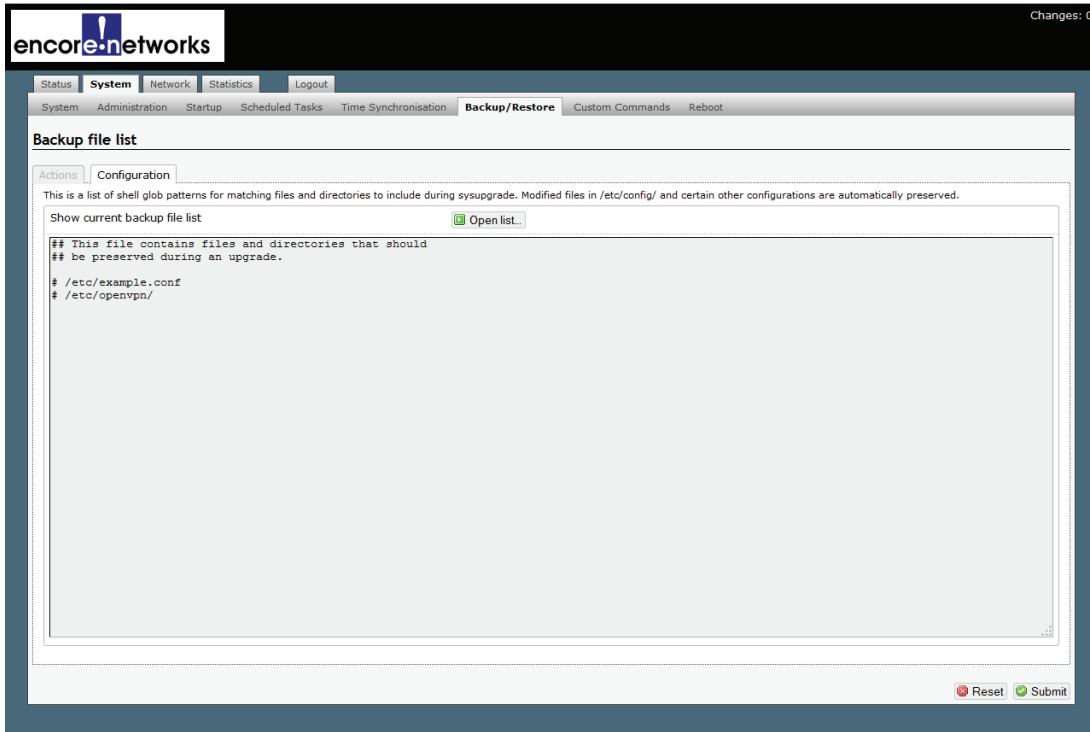 Changes: 0
encore!networks
Status System Network Statistics Logout
System Administration Startup Scheduled Tasks Time Synchronisation Backup/Restore Custom Commands Reboot
Backup file list
Actions Configuration
This is a list of shell glob patterns for matching files and directories to include during sysupgrade. Modified files in /etc/config/ and certain other configurations are automatically preserved.
Show current backup file list Open list...
## This file contains files and directories that should
## be preserved during an upgrade.
# /etc/example.conf
# /etc/openvpn/
Reset Submit